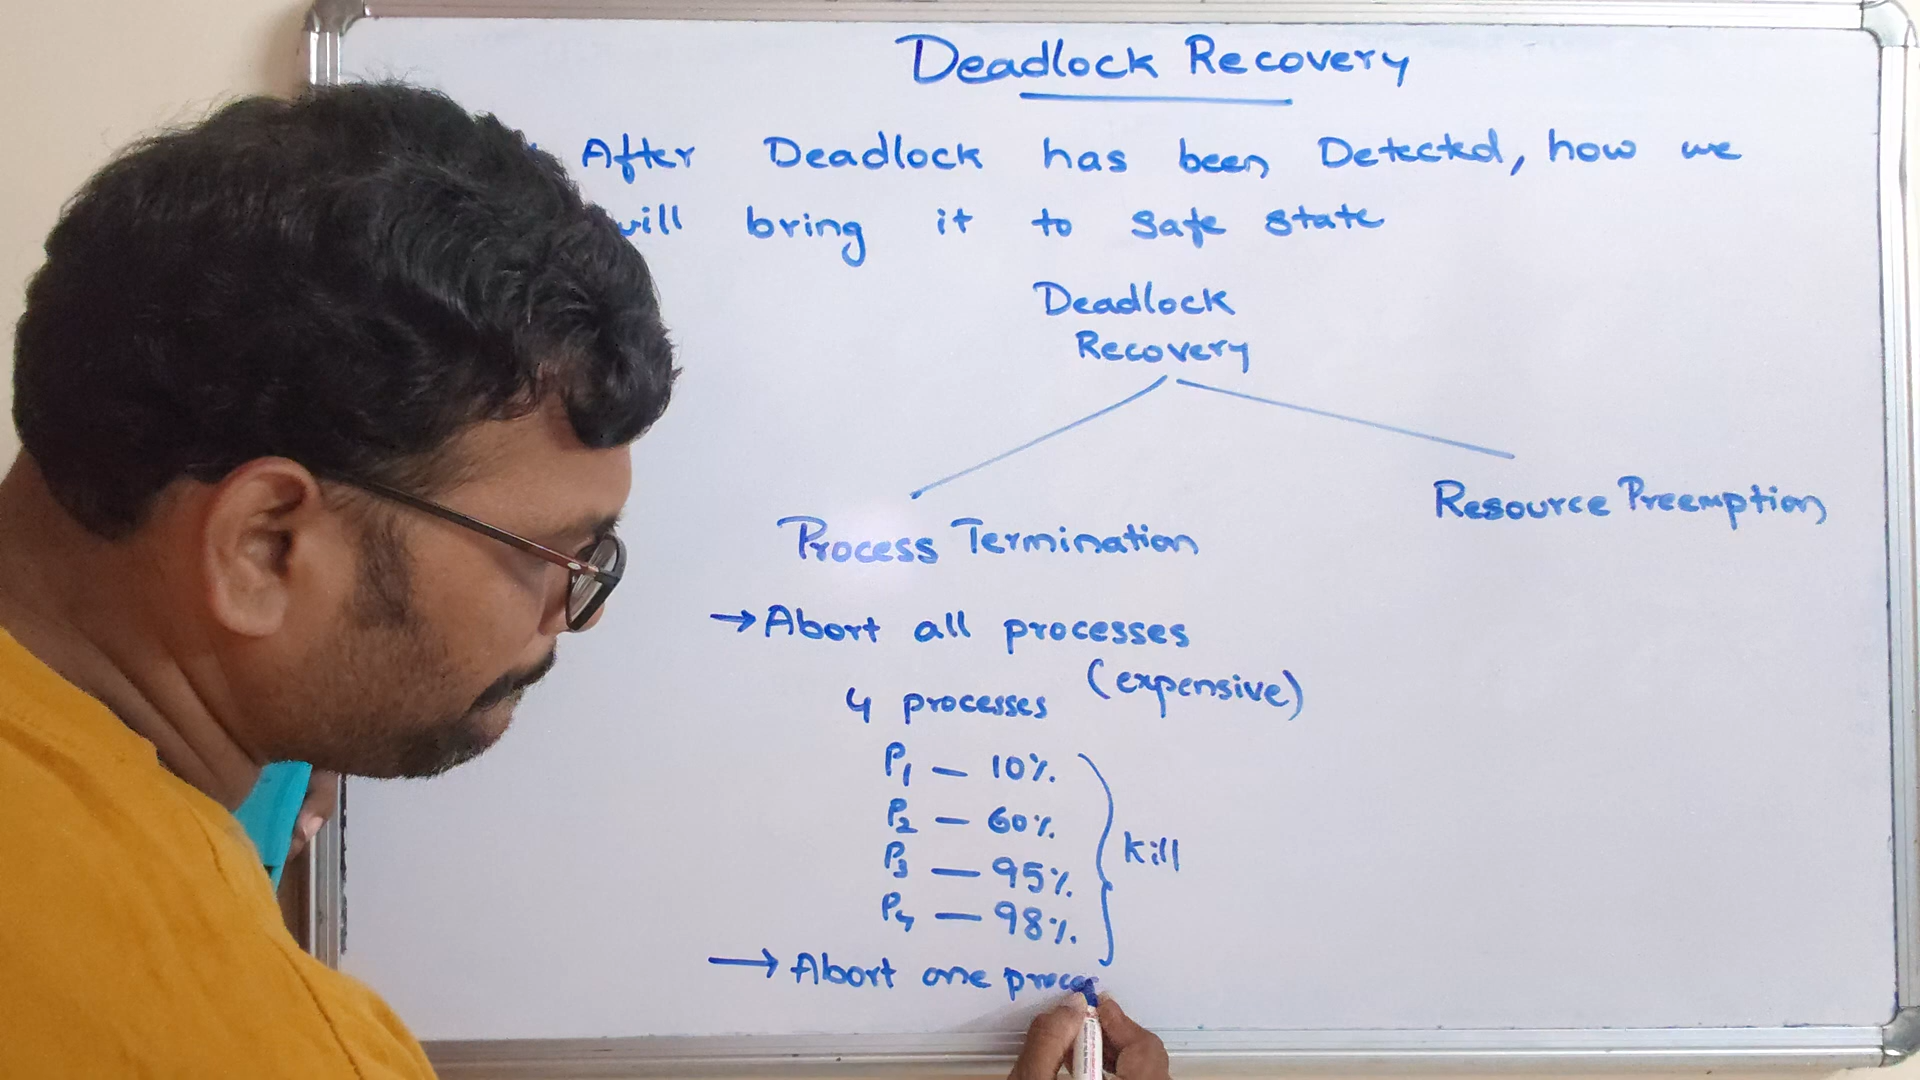 Deadlock Recovery
After Deadlock has been Detected, how we
will bring it to safe state
Deadlock
Recovery
Process Termination
Resource Preemption
→ Abort all processes
(expensive)
4 processes
P1 — 10%
P2 — 60%
P3 — 95%
P4 — 98%
kill
→ Abort one proces